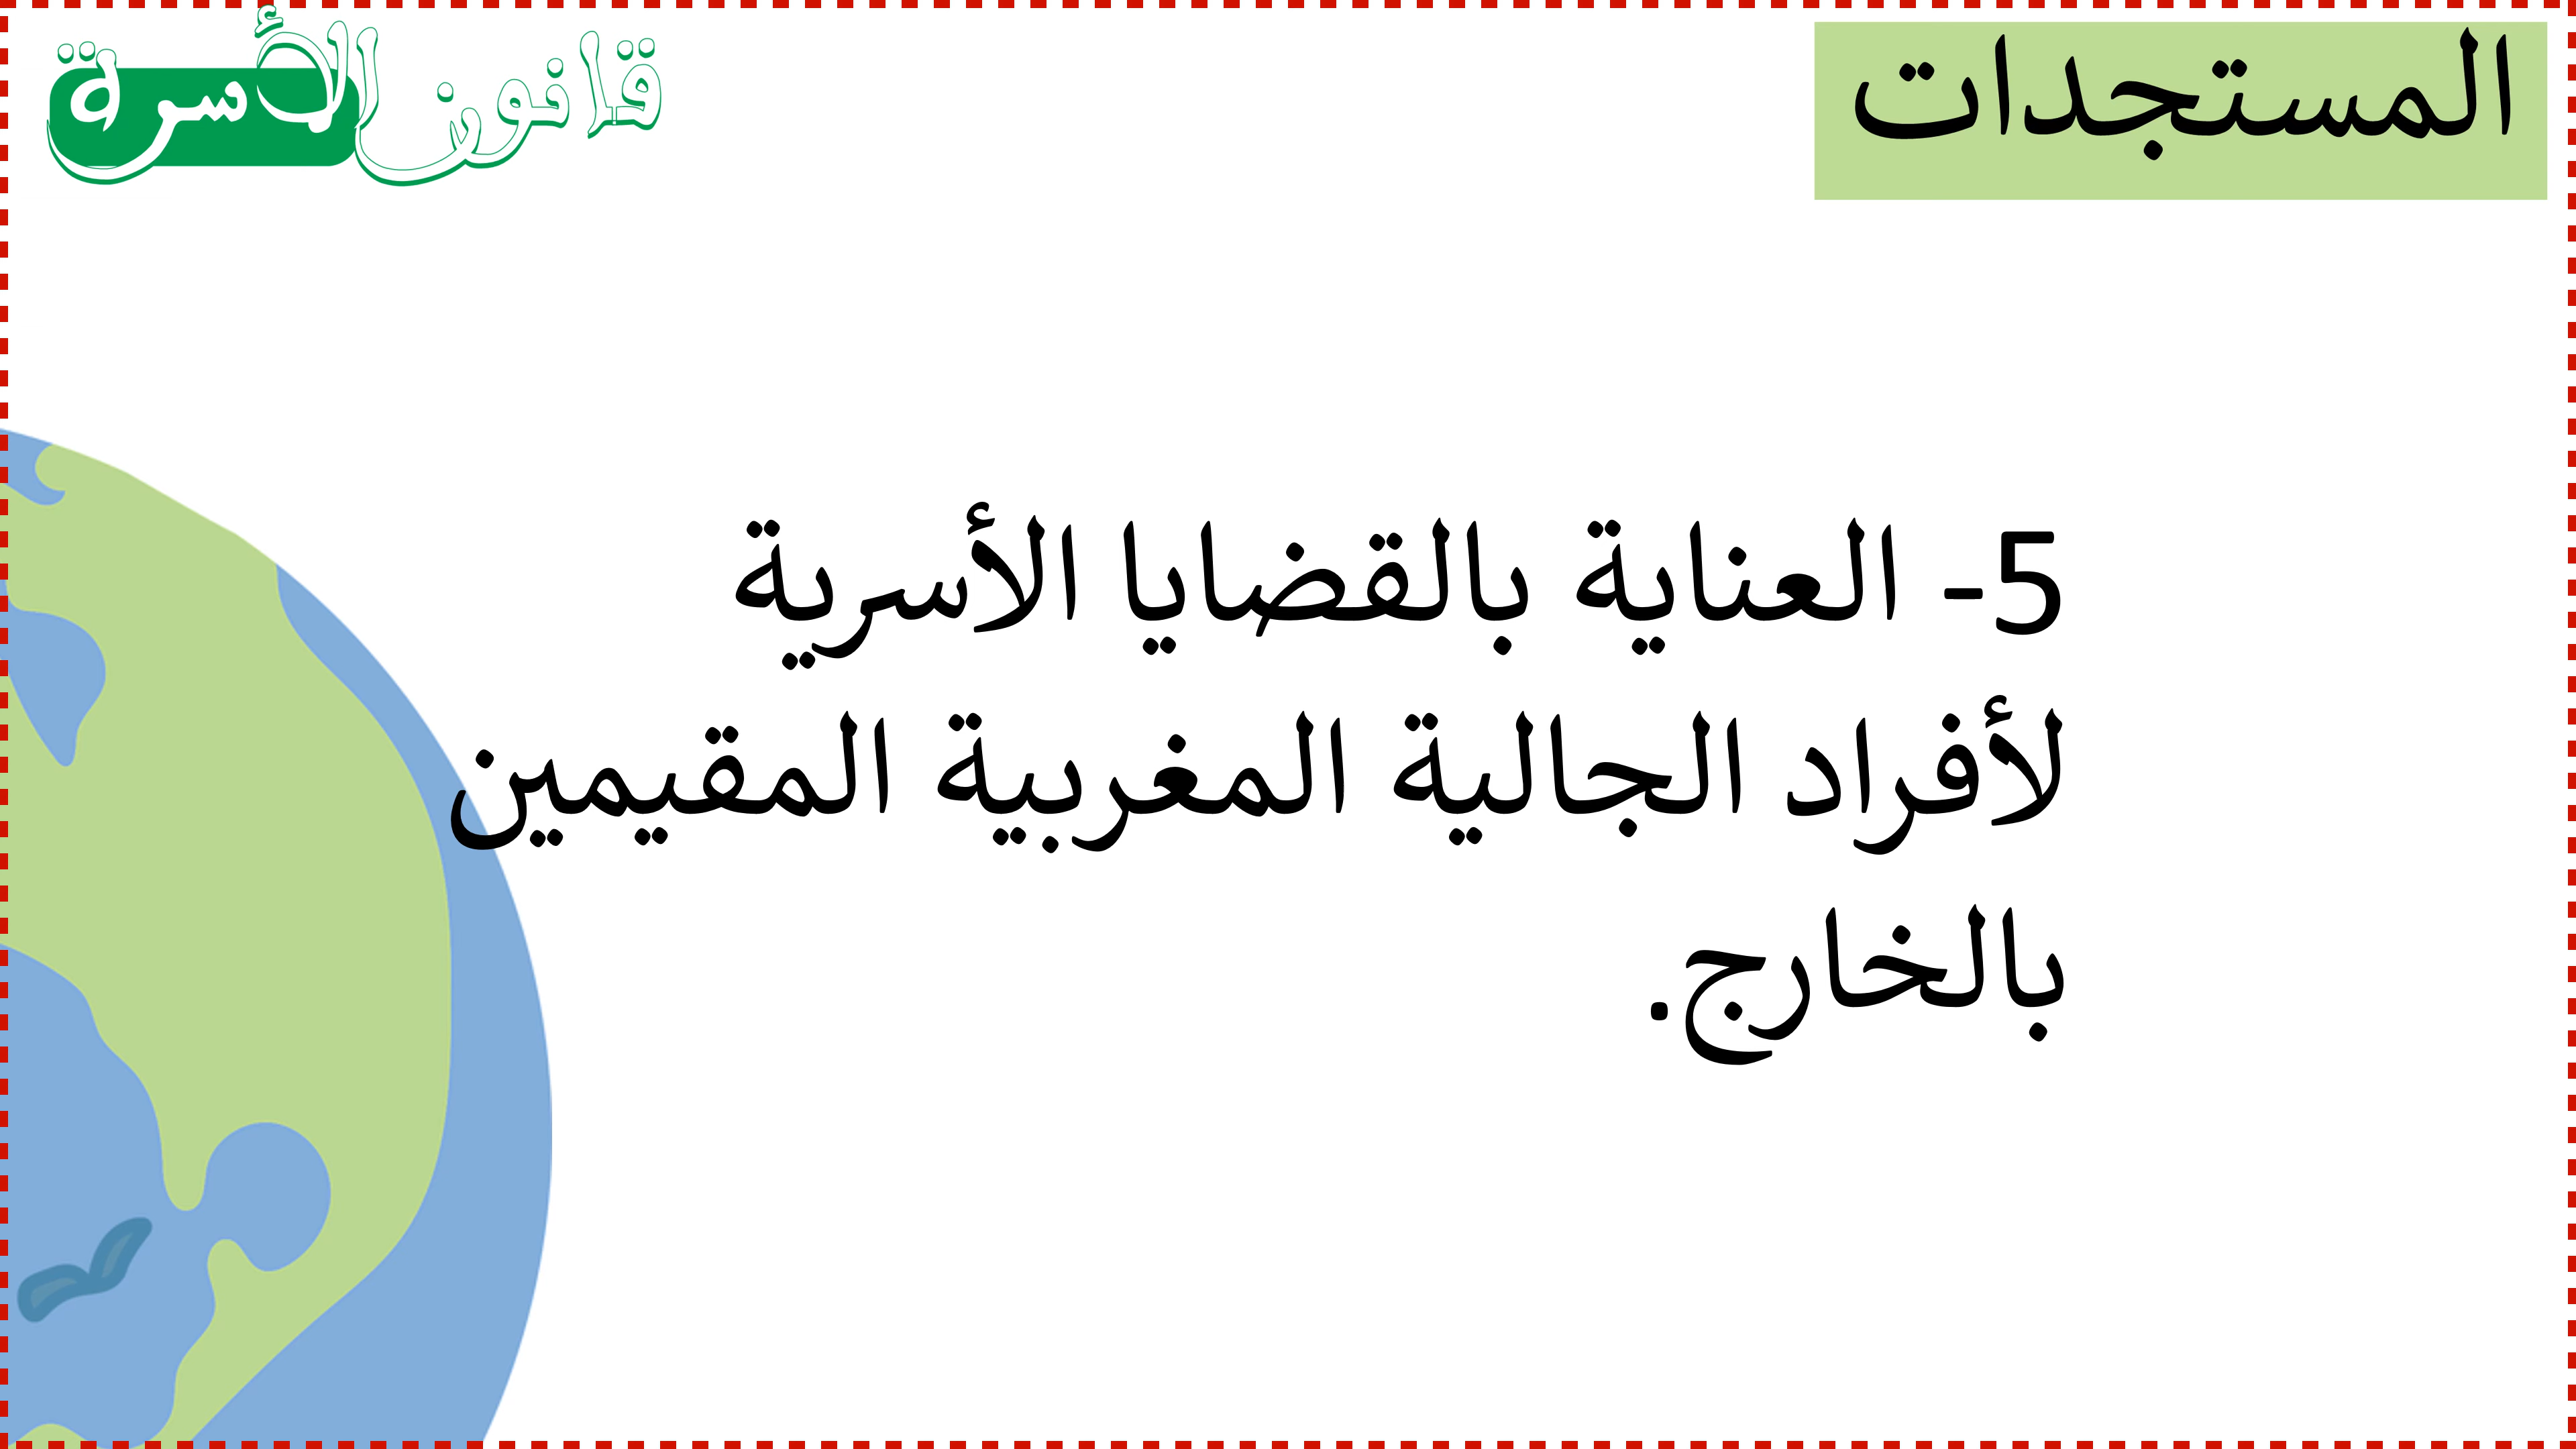 المستجدات
قانون الأسرة
5- العناية بالقضايا الأسرية
لأفراد الجالية المغربية المقيمين
بالخارج.